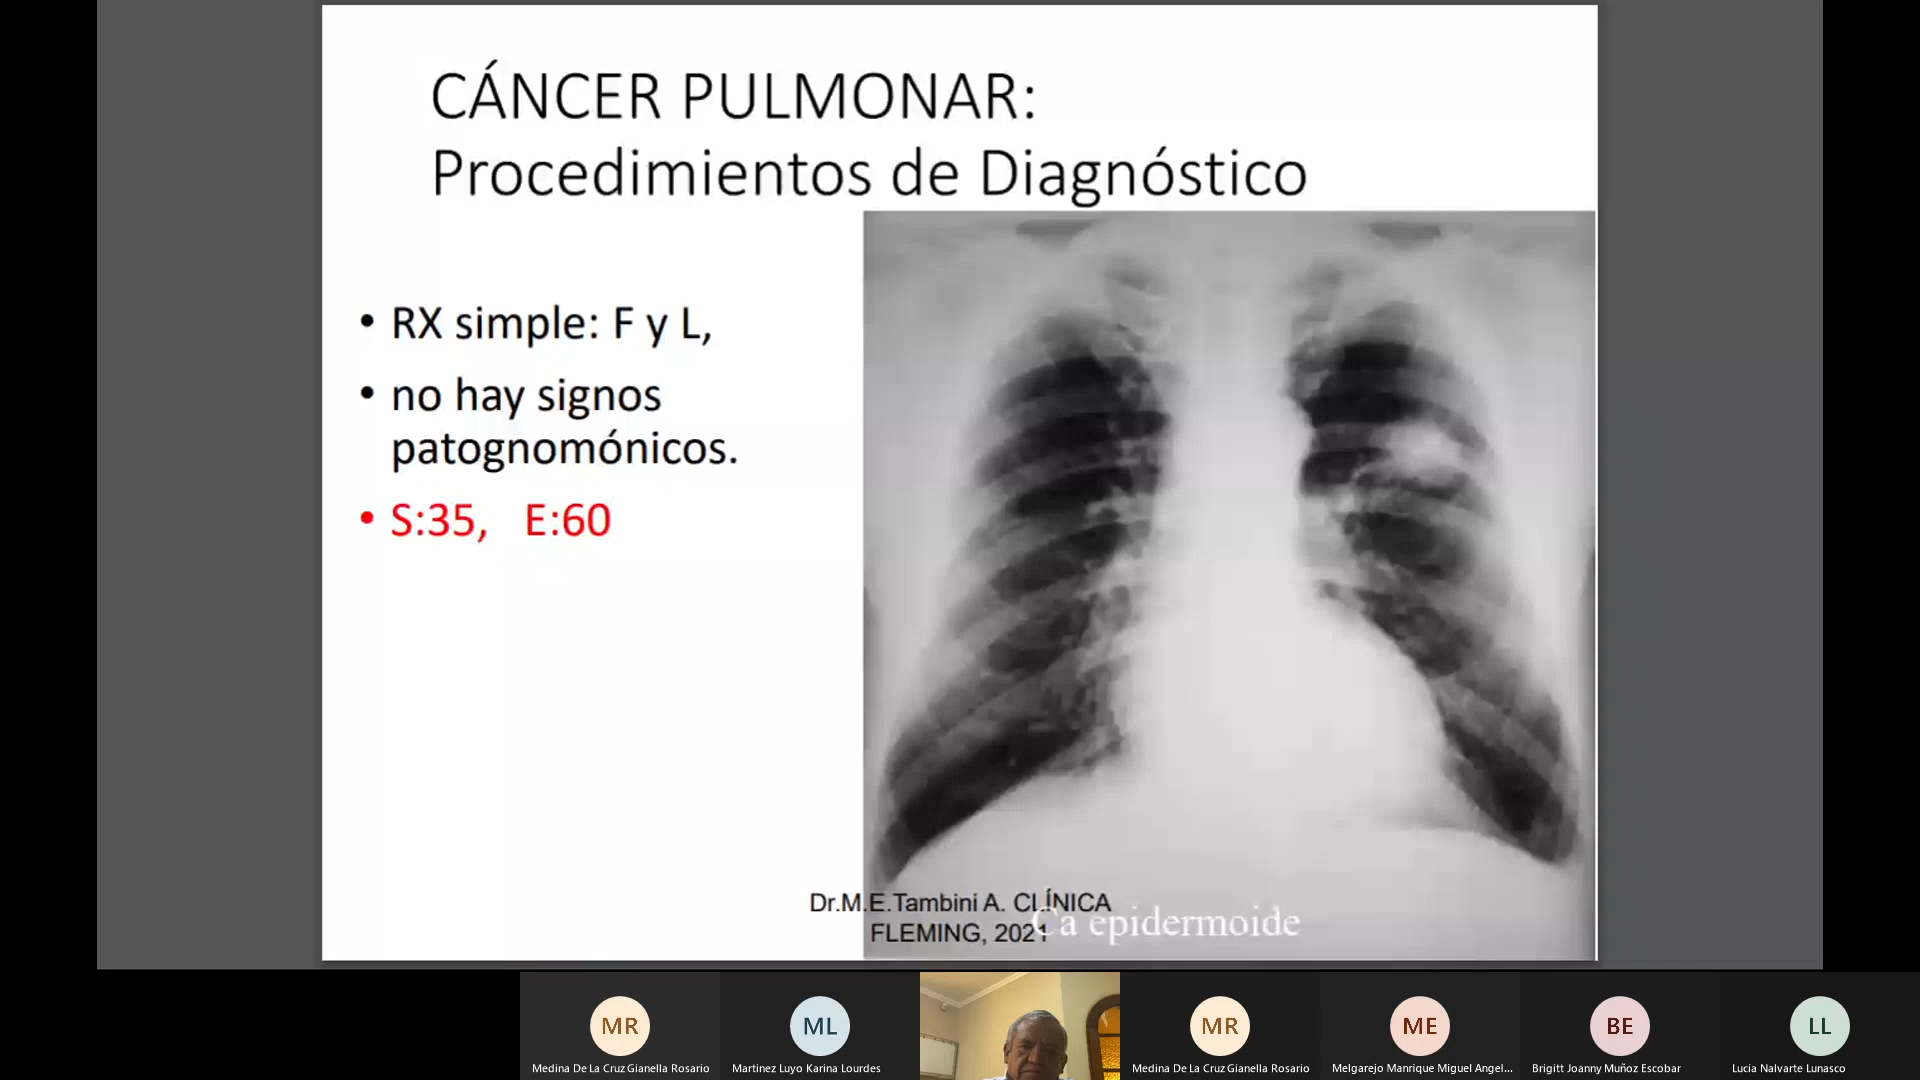 CÁNCER PULMONAR:
Procedimientos de Diagnóstico
• RX simple: F y L,
• no hay signos
patognomónicos.
• S:35, E:60
Dr.M.E.Tambini A. CLÍNICA
FLEMING, 2021
Ca epidermoide
MR
Medina De La Cruz Gianella Rosario
ML
Martinez Luyo Karina Lourdes
MR
Medina De La Cruz Gianella Rosario
ME
Melgarejo Manrique Miguel Angel...
BE
Brigitt Joanny Muñoz Escobar
LL
Lucia Nalvarte Lunasco